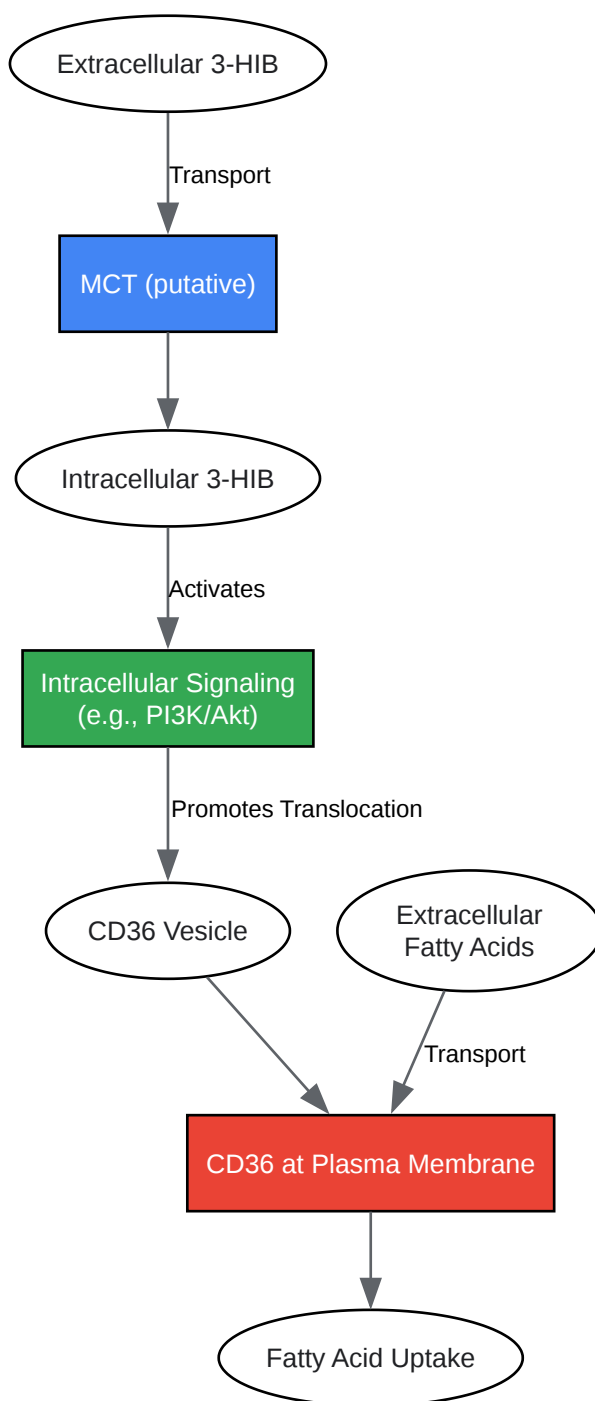 Extracellular 3-HIB
Transport
MCT (putative)
Intracellular 3-HIB
Activates
Intracellular Signaling
(e.g., PI3K/Akt)
Promotes Translocation
CD36 Vesicle
Extracellular
Fatty Acids
Transport
CD36 at Plasma Membrane
Fatty Acid Uptake